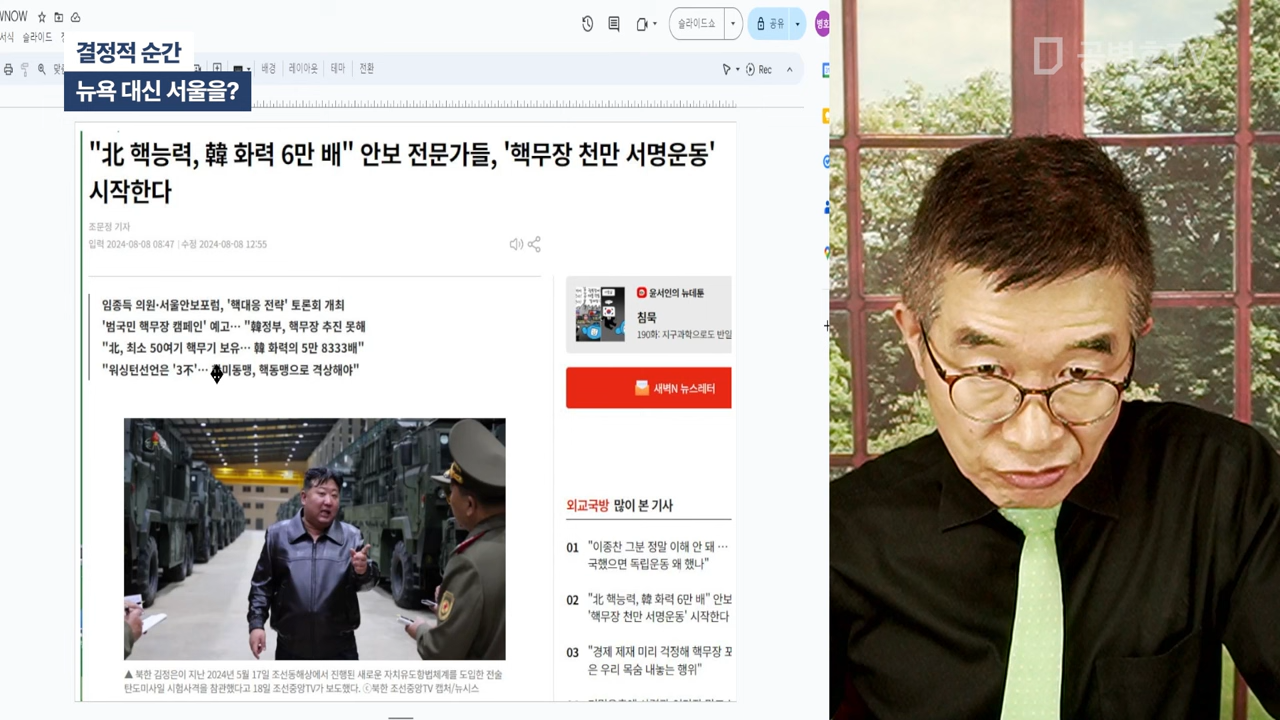 WNOW
서식 슬라이드
슬라이드쇼
공유
병호
결정적 순간
뉴욕 대신 서울을?
배경 레이아웃 테마 전환
Rec
공병호TV
"北 핵능력, 韓 화력 6만 배" 안보 전문가들, '핵무장 천만 서명운동'
시작한다
조문정 기자
입력 2024-08-08 08:47 수정 2024-08-08 12:55
임종득 의원·서울안보포럼, '핵대응 전략' 토론회 개최
'범국민 핵무장 캠페인' 예고… "韓정부, 핵무장 추진 못해
"北, 최소 50여기 핵무기 보유… 韓 화력의 5만 8333배"
"워싱턴선언은 '3不'… 한미동맹, 핵동맹으로 격상해야"
윤서인의 뉴데툰
침묵
190화: 지구과학으로도 반일
새벽N 뉴스레터
외교국방 많이 본 기사
01 "이종찬 그분 정말 이해 안 돼 …
국했으면 독립운동 왜 했나"
02 "北 핵능력, 韓 화력 6만 배" 안보
'핵무장 천만 서명운동' 시작한다
03 "경제 제재 미리 걱정해 핵무장 포
은 우리 목숨 내놓는 행위"
▲ 북한 김정은이 지난 2024년 5월 17일 조선동해상에서 진행된 새로운 자치유도항법체계를 도입한 전술
탄도미사일 시험사격을 참관했다고 18일 조선중앙TV가 보도했다. ⓒ북한 조선중앙TV 캡처/뉴시스